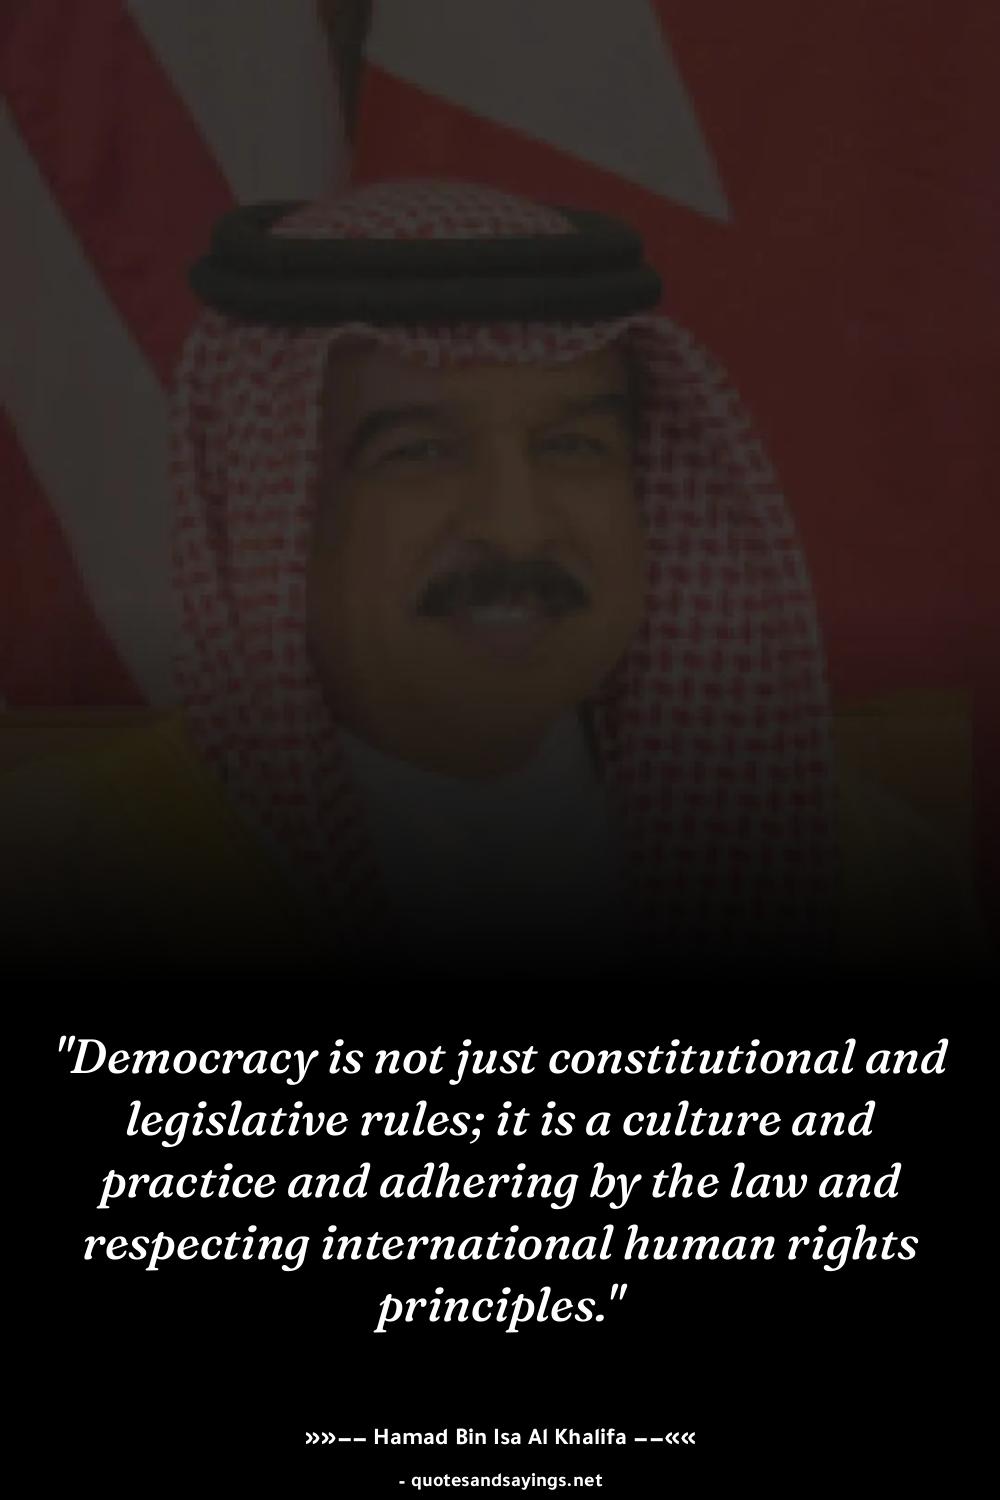 "Democracy is not just constitutional and
legislative rules; it is a culture and
practice and adhering by the law and
respecting international human rights
principles."
»»−− Hamad Bin Isa Al Khalifa −−««
- quotesandsayings.net